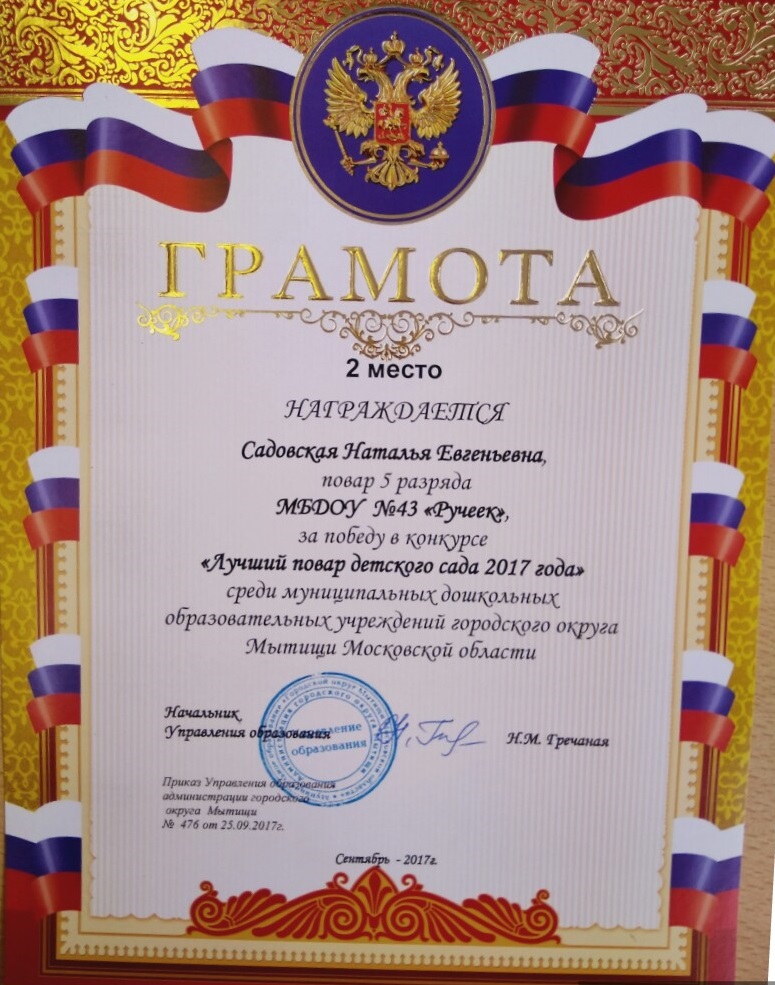 ГРАМОТА
2 место
НАГРАЖДАЕТСЯ
Садовская Наталья Евгеньевна,
повар 5 разряда
МБДОУ №43 «Ручеек»,
за победу в конкурсе
«Лучший повар детского сада 2017 года»
среди муниципальных дошкольных
образовательных учреждений городского округа
Мытищи Московской области
Начальник
Управления образования
Н.М. Гречаная
Управление
образования
Приказ Управления образования
администрации городского
округа Мытищи
№ 476 от 25.09.2017г.
Сентябрь - 2017г.